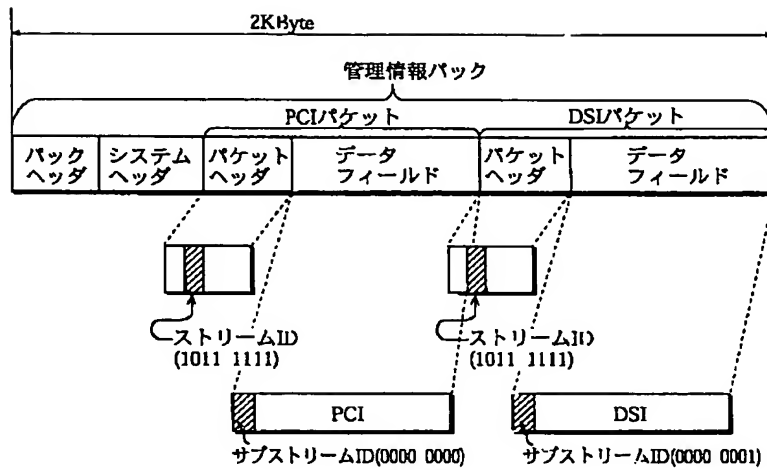 2KByte
管理情報パック
PCIパケット
DSIパケット
パック
ヘッダ
システム
ヘッダ
パケット
ヘッダ
データ
フィールド
パケット
ヘッダ
データ
フィールド
ストリームID
(1011 1111)
ストリームID
(1011 1111)
PCI
DSI
サブストリームID(0000 0000)
サブストリームID(0000 0001)